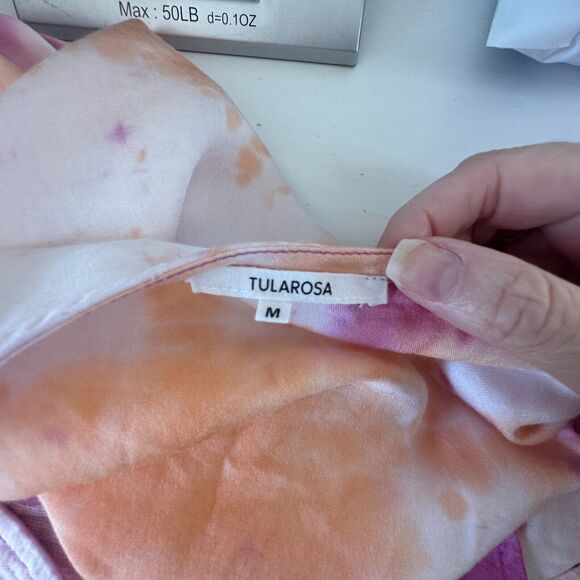 Max : 50LB d=0.1OZ
TULAROSA
M